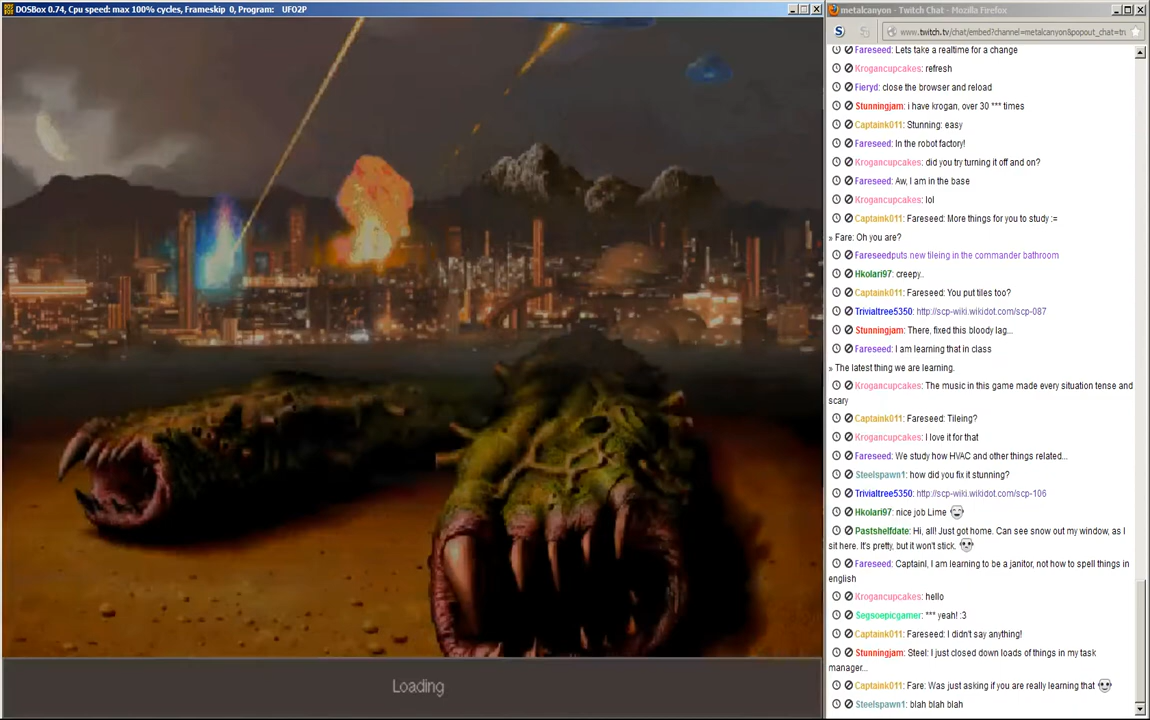 DOSBox 0.74, Cpu speed: max 100% cycles, Frameskip 0, Program: UFO2P
Loading
metalcanyon - Twitch Chat - Mozilla Firefox
www.twitch.tv/chat/embed?channel=metalcanyon&popout_chat=tr
Fareseed: Lets take a realtime for a change
Krogancupcakes: refresh
Fieryd: close the browser and reload
Stunningjam: i have krogan, over 30 *** times
Captaink011: Stunning: easy
Fareseed: In the robot factory!
Krogancupcakes: did you try turning it off and on?
Fareseed: Aw, I am in the base
Krogancupcakes: lol
Captaink011: Fareseed: More things for you to study :=
» Fare: Oh you are?
Fareseedputs new tileing in the commander bathroom
Hkolari97: creepy..
Captaink011: Fareseed: You put tiles too?
Trivialtree5350: http://scp-wiki.wikidot.com/scp-087
Stunningjam: There, fixed this bloody lag...
Fareseed: I am learning that in class
» The latest thing we are learning.
Krogancupcakes: The music in this game made every situation tense and
scary
Captaink011: Fareseed: Tileing?
Krogancupcakes: I love it for that
Fareseed: We study how HVAC and other things related...
Steelspawn1: how did you fix it stunning?
Trivialtree5350: http://scp-wiki.wikidot.com/scp-106
Hkolari97: nice job Lime
Pastshelfdate: Hi, all! Just got home. Can see snow out my window, as I
sit here. It's pretty, but it won't stick.
Fareseed: Captainl, I am learning to be a janitor, not how to spell things in
english
Krogancupcakes: hello
Segsoepicgamer: *** yeah! :3
Captaink011: Fareseed: I didn't say anything!
Stunningjam: Steel: I just closed down loads of things in my task
manager...
Captaink011: Fare: Was just asking if you are really learning that
Steelspawn1: blah blah blah